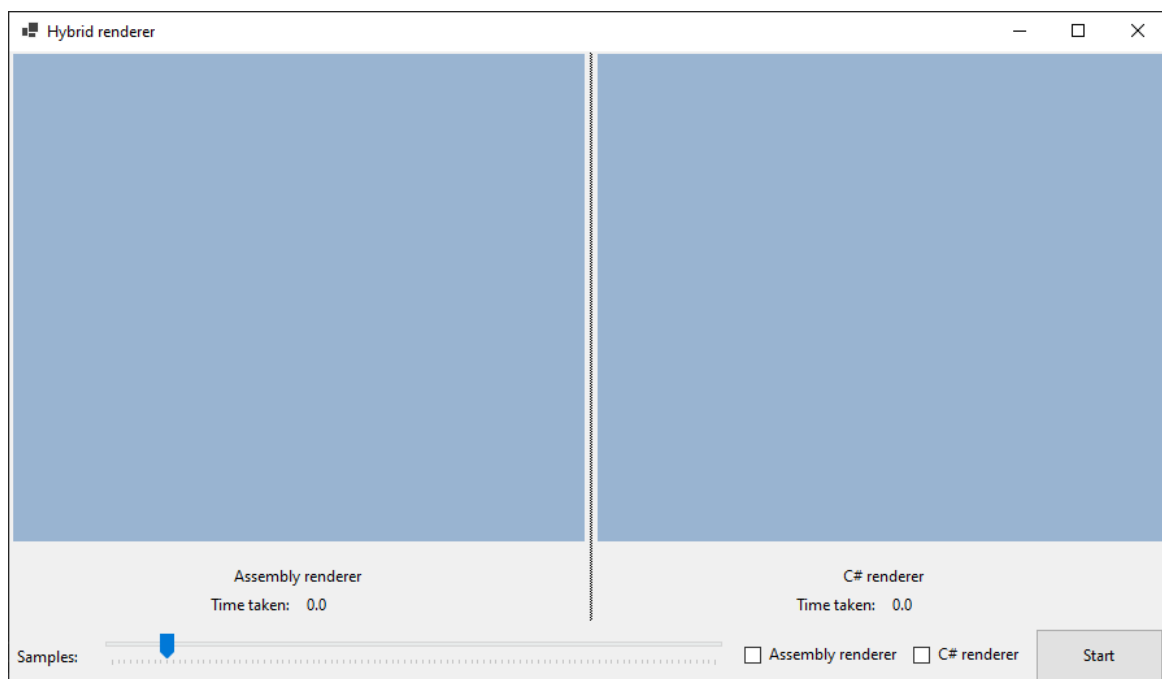 Hybrid renderer
Assembly renderer
Time taken: 0.0
C# renderer
Time taken: 0.0
Samples:
Assembly renderer
C# renderer
Start